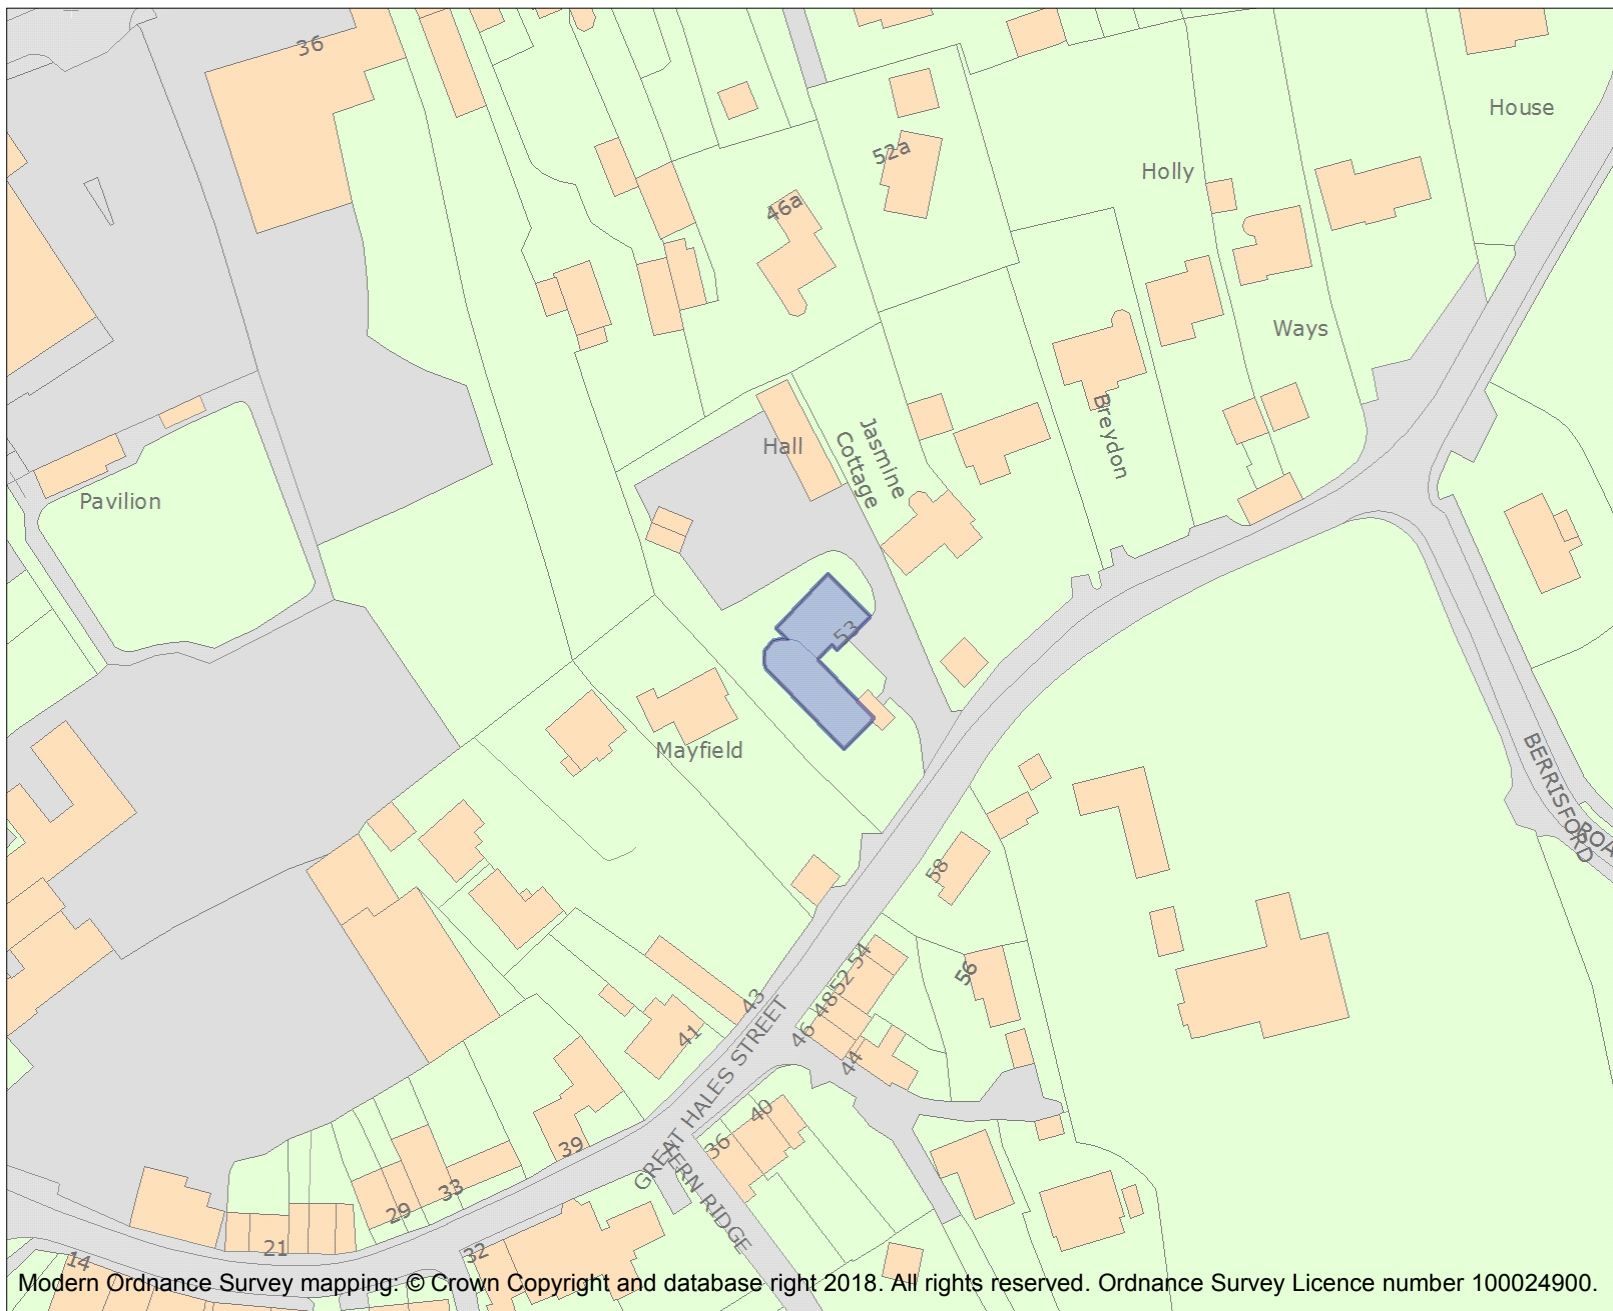 36
House
52a
Holly
46a
Ways
Breydon
Jasmine
Cottage
Hall
Pavilion
53
Mayfield
BERRISFORD
ROA
58
54
52
56
48
46
44
43
41
GREAT HALES STREET
40
36
39
FERN RIDGE
33
29
21
32
14
Modern Ordnance Survey mapping: © Crown Copyright and database right 2018. All rights reserved. Ordnance Survey Licence number 100024900.